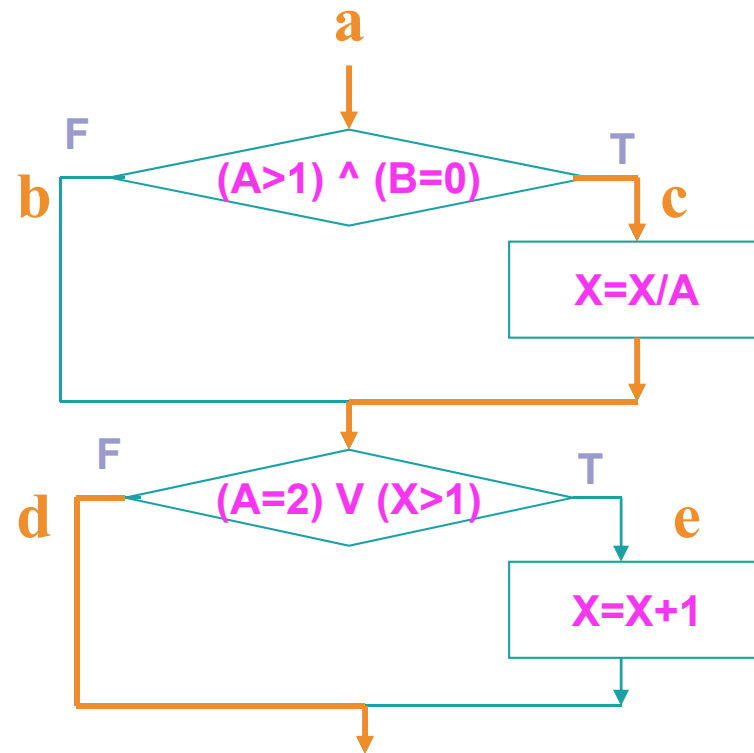 a
F
T
(A>1) ^ (B=0)
b
c
X=X/A
F
T
(A=2) V (X>1)
d
e
X=X+1